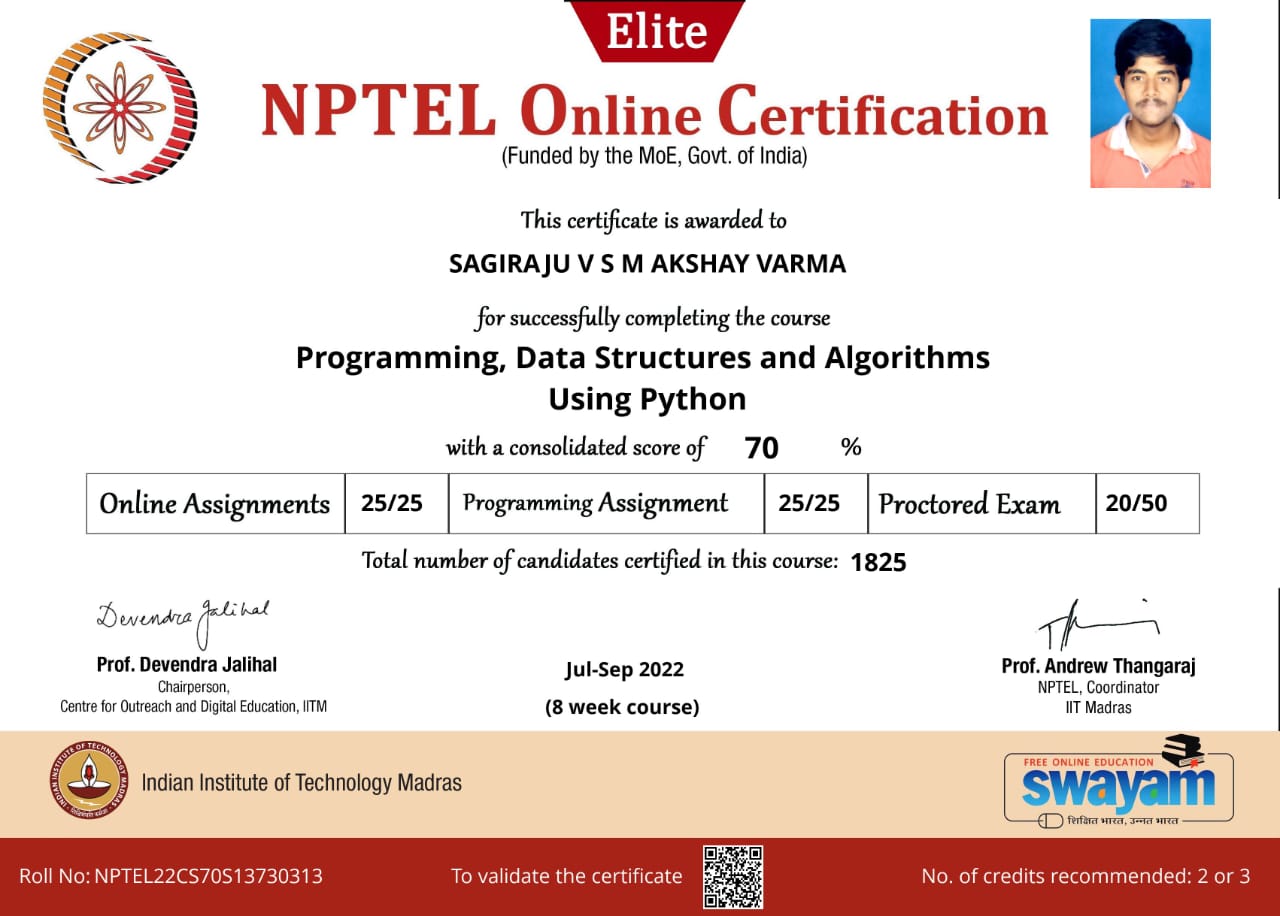 Elite
NPTEL Online Certification
(Funded by the MoE, Govt. of India)
This certificate is awarded to
SAGIRAJU V S M AKSHAY VARMA
for successfully completing the course
Programming, Data Structures and Algorithms
Using Python
with a consolidated score of 70 %
Online Assignments 25/25 Programming Assignment 25/25 Proctored Exam 20/50
Total number of candidates certified in this course: 1825
Devendra Jalihal
Prof. Devendra Jalihal
Chairperson,
Centre for Outreach and Digital Education, IITM
Jul-Sep 2022
(8 week course)
Prof. Andrew Thangaraj
NPTEL, Coordinator
IIT Madras
INDIAN INSTITUTE OF TECHNOLOGY MADRAS
Indian Institute of Technology Madras
FREE ONLINE EDUCATION
swayam
शिक्षित भारत, उन्नत भारत
Roll No: NPTEL22CS70S13730313
To validate the certificate
No. of credits recommended: 2 or 3